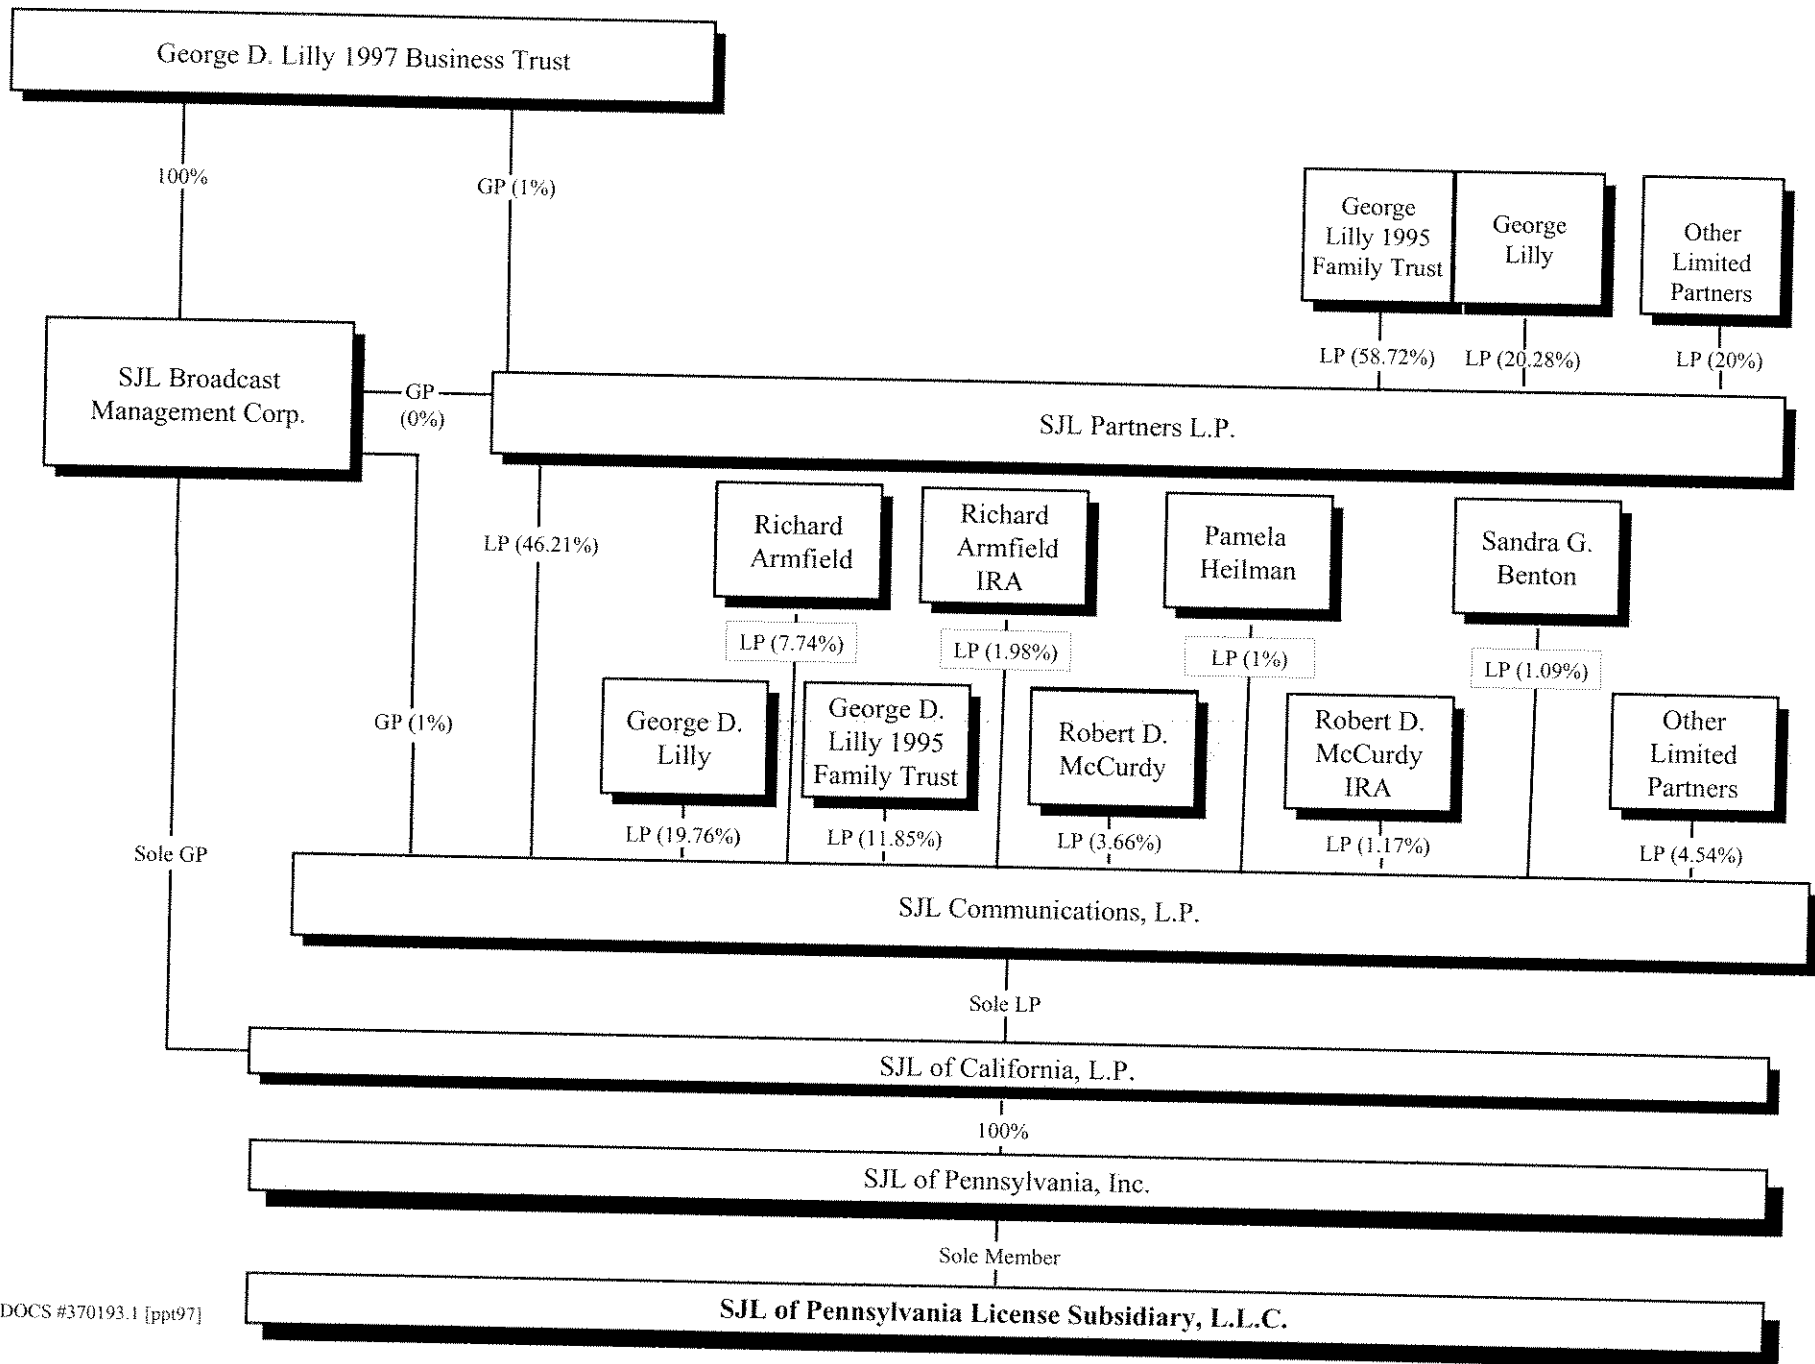 George D. Lilly 1997 Business Trust
100%
GP (1%)
George
Lilly 1995
Family Trust
George
Lilly
Other
Limited
Partners
LP (58.72%)
LP (20.28%)
LP (20%)
SJL Broadcast
Management Corp.
GP
(0%)
SJL Partners L.P.
LP (46.21%)
Richard
Armfield
Richard
Armfield
IRA
Pamela
Heilman
Sandra G.
Benton
LP (7.74%)
LP (1.98%)
LP (1%)
LP (1.09%)
GP (1%)
George D.
Lilly
George D.
Lilly 1995
Family Trust
Robert D.
McCurdy
Robert D.
McCurdy
IRA
Other
Limited
Partners
LP (19.76%)
LP (11.85%)
LP (3.66%)
LP (1.17%)
LP (4.54%)
Sole GP
SJL Communications, L.P.
Sole LP
SJL of California, L.P.
100%
SJL of Pennsylvania, Inc.
Sole Member
SJL of Pennsylvania License Subsidiary, L.L.C.
DOCS #370193.1 [ppt97]